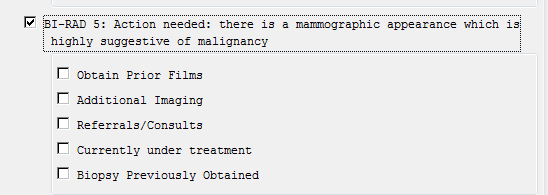 BI-RAD 5: Action needed: there is a mammographic appearance which is
highly suggestive of malignancy
Obtain Prior Films
Additional Imaging
Referrals/Consults
Currently under treatment
Biopsy Previously Obtained